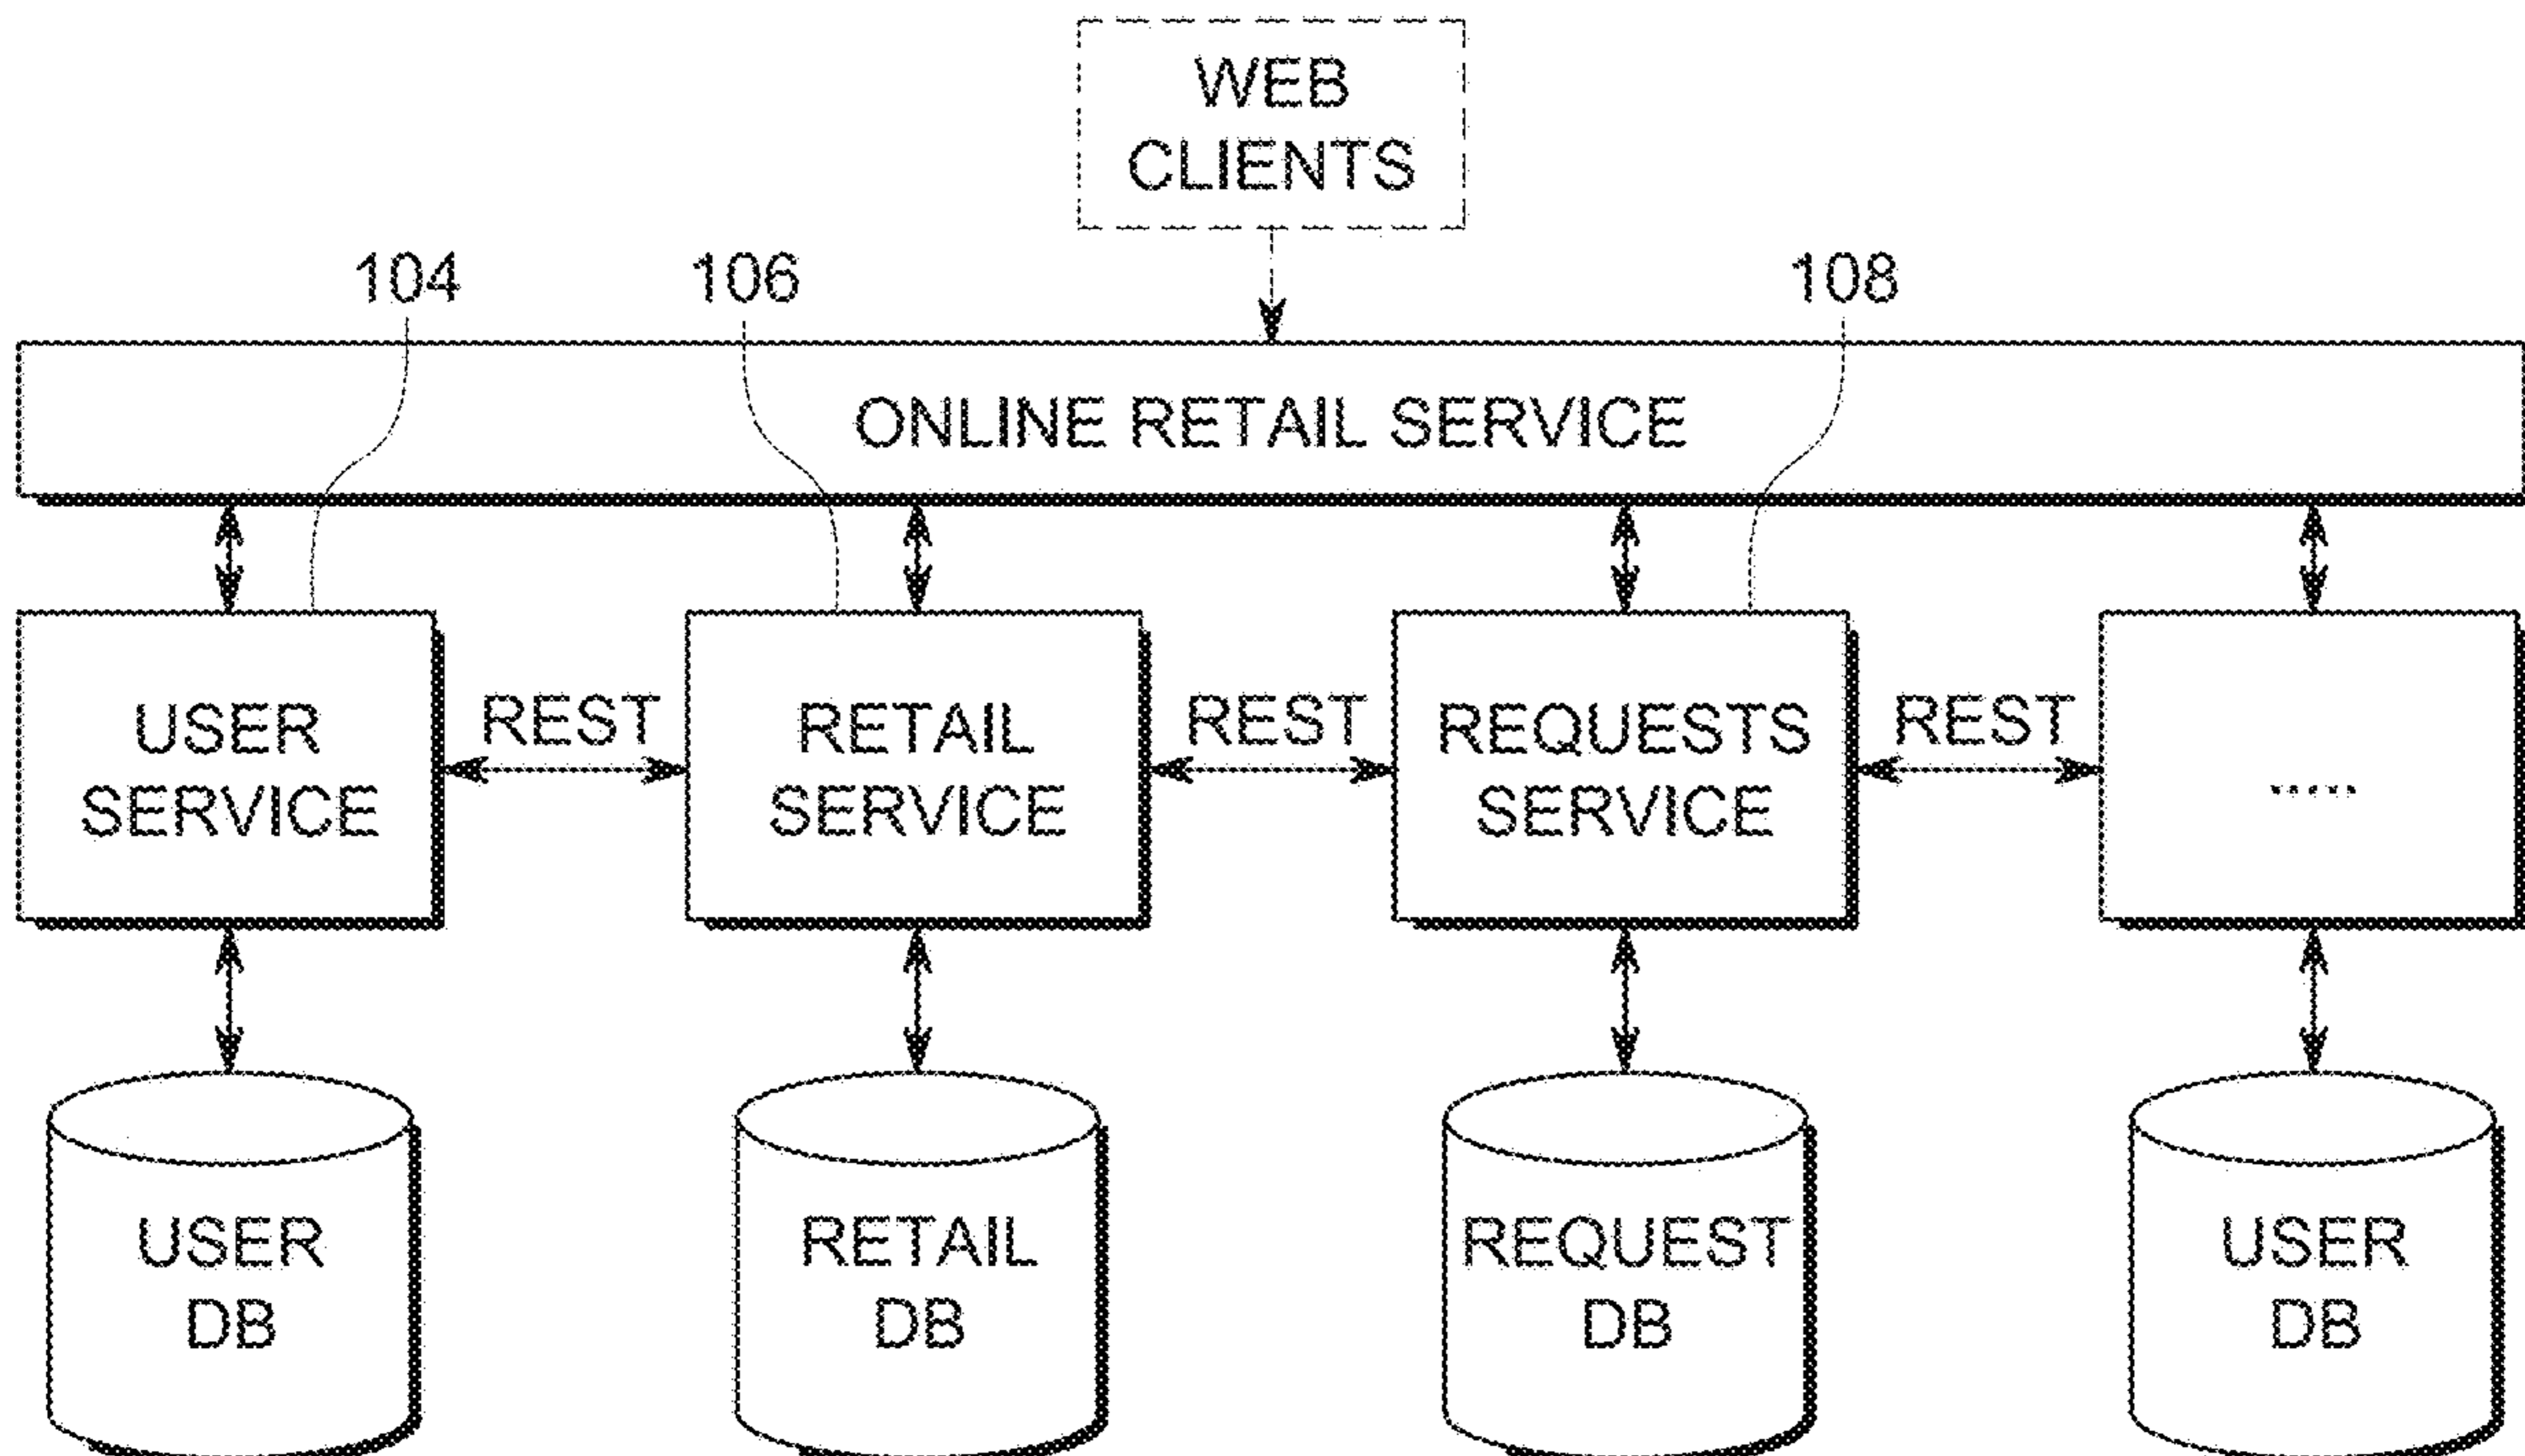 WEB
CLIENTS
104
106
108
ONLINE RETAIL SERVICE
USER
SERVICE
REST
RETAIL
SERVICE
REST
REQUESTS
SERVICE
REST
.....
USER
DB
RETAIL
DB
REQUEST
DB
USER
DB